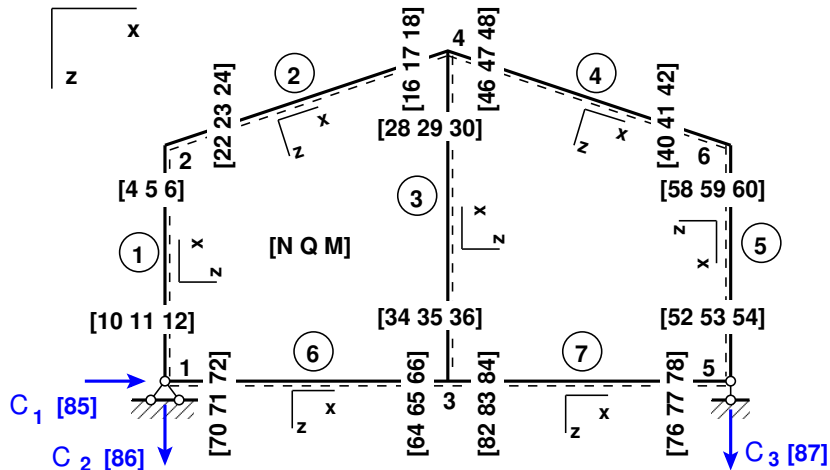 x
z
2
[22 23 24]
x
z
[16 17 18]
4
[46 47 48]
4
x
z
[40 41 42]
2
6
[4 5 6]
[28 29 30]
[58 59 60]
1
x
z
[N Q M]
3
x
z
z
x
5
[10 11 12]
[34 35 36]
[52 53 54]
1
[70 71 72]
6
x
z
[64 65 66]
3
[82 83 84]
7
x
z
[76 77 78]
5
C1 [85]
C2 [86]
C3 [87]